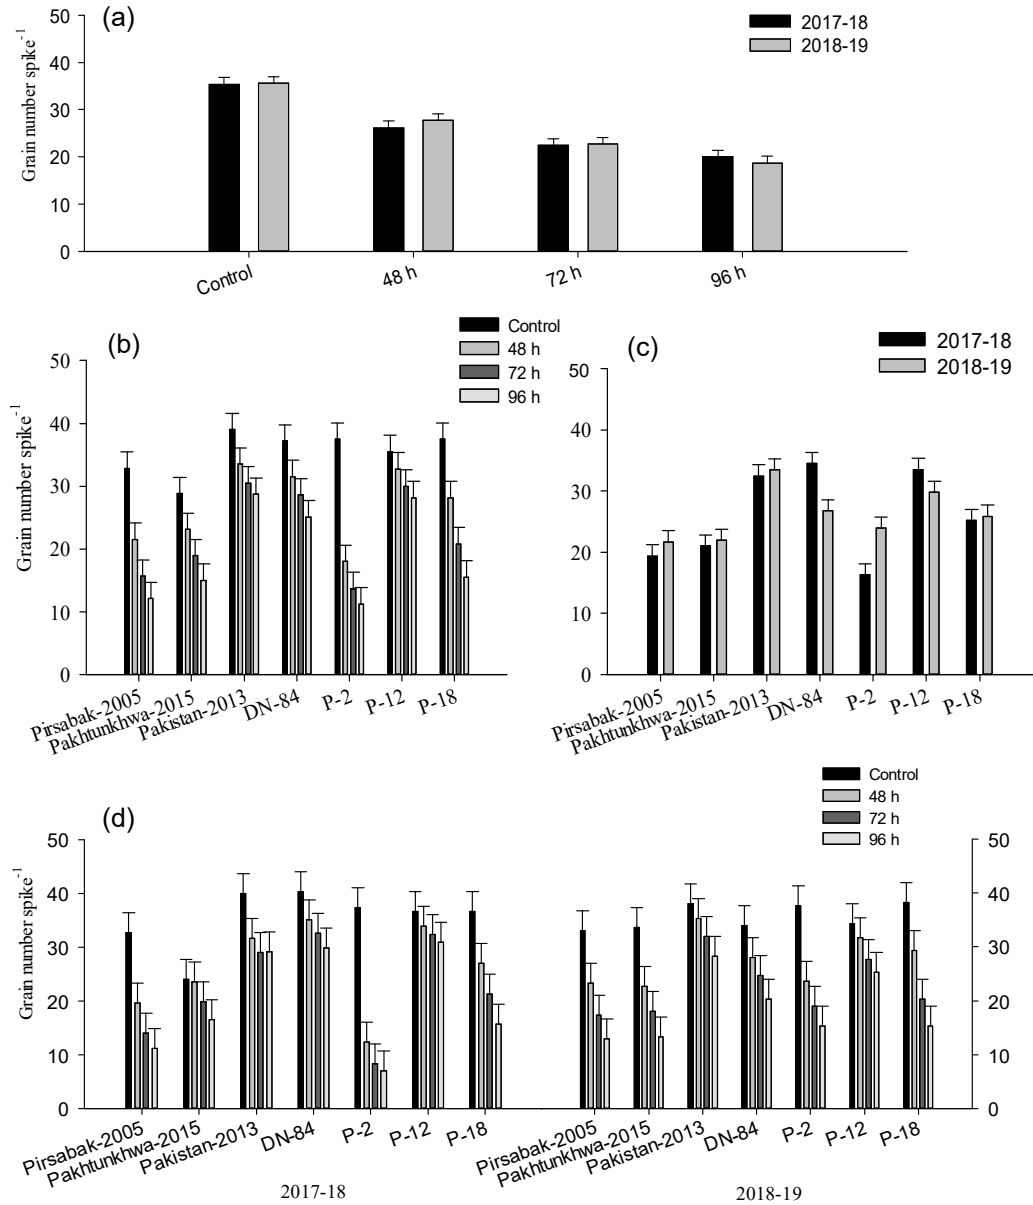 (a)
2017-18
2018-19
Grain number spike-1
50
40
30
20
10
0
Control
48 h
72 h
96 h
(b)
Control
48 h
72 h
96 h
Grain number spike-1
50
40
30
20
10
0
Pirsabak-2005
Pakhtunkhwa-2015
Pakistan-2013
DN-84
P-2
P-12
P-18
(c)
2017-18
2018-19
50
40
30
20
10
0
Pirsabak-2005
Pakhtunkhwa-2015
Pakistan-2013
DN-84
P-2
P-12
P-18
(d)
Control
48 h
72 h
96 h
Grain number spike-1
50
40
30
20
10
0
50
40
30
20
10
0
Pirsabak-2005
Pakhtunkhwa-2015
Pakistan-2013
DN-84
P-2
P-12
P-18
Pirsabak-2005
Pakhtunkhwa-2015
Pakistan-2013
DN-84
P-2
P-12
P-18
2017-18
2018-19